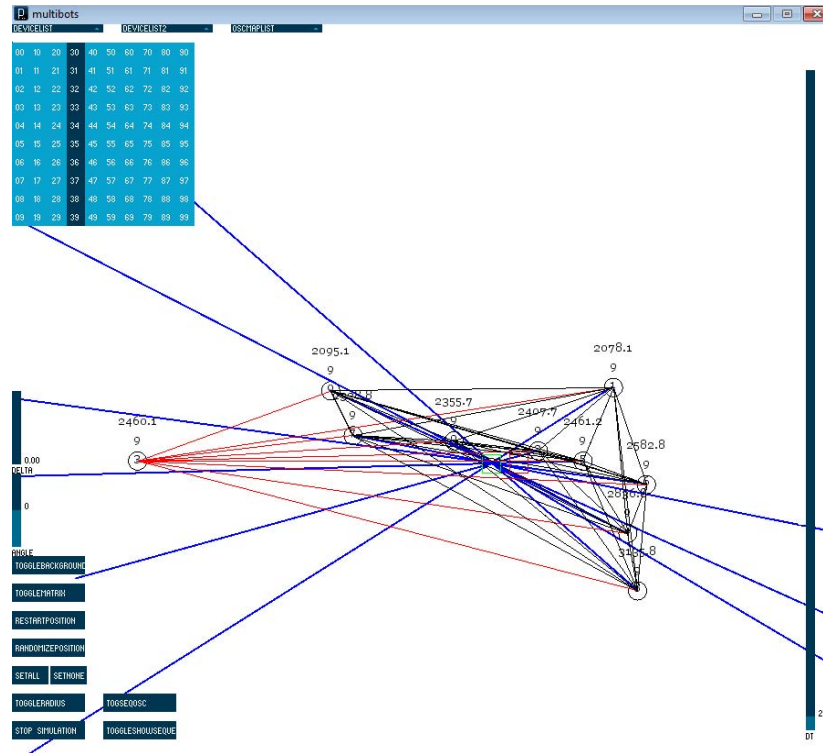 multibots
DEVICELIST DEVICELIST2 OSCMAPLIST
00 10 20 30 40 50 60 70 80 90
01 11 21 31 41 51 61 71 81 91
02 12 22 32 42 52 62 72 82 92
03 13 23 33 43 53 63 73 83 93
04 14 24 34 44 54 64 74 84 94
05 15 25 35 45 55 65 75 85 95
06 16 26 36 46 56 66 76 86 96
07 17 27 37 47 57 67 77 87 97
08 18 28 38 48 58 68 78 88 98
09 19 29 39 49 59 69 79 89 99
2095.1
2078.1
9
9
2355.7
2407.7
2460.1
2461.2
9
2582.8
9
0.00
DELTA
0
3135.8
ANGLE
TOGGLEBACKGROUND
TOGGLEMATRIX
RESTARTPOSITION
RANDOMIZEPOSITION
SETALL SETNONE
TOGGLERADIUS TOGSEQOSC
STOP SIMULATION TOGGLESHOWSEQUE
2
DT